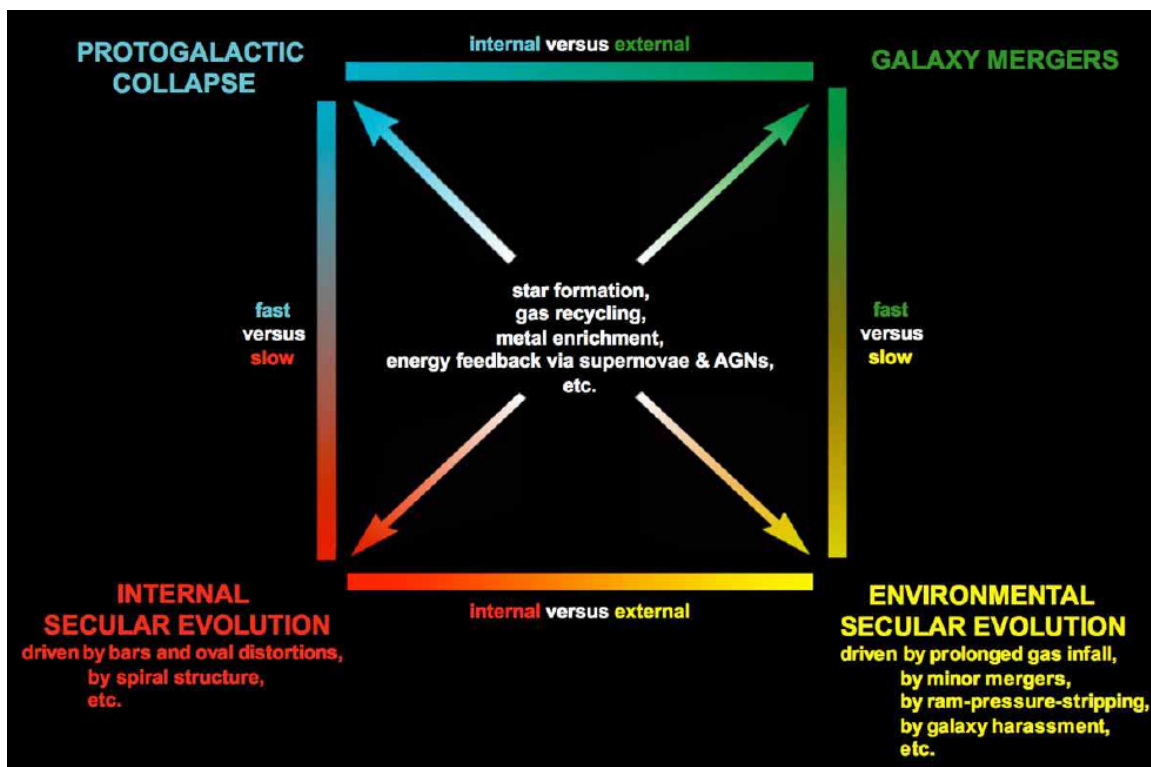 PROTOGALACTIC
COLLAPSE
internal versus external
GALAXY MERGERS
fast
versus
slow
star formation,
gas recycling,
metal enrichment,
energy feedback via supernovae & AGNs,
etc.
fast
versus
slow
INTERNAL
SECULAR EVOLUTION
driven by bars and oval distortions,
by spiral structure,
etc.
internal versus external
ENVIRONMENTAL
SECULAR EVOLUTION
driven by prolonged gas infall,
by minor mergers,
by ram-pressure-stripping,
by galaxy harassment,
etc.